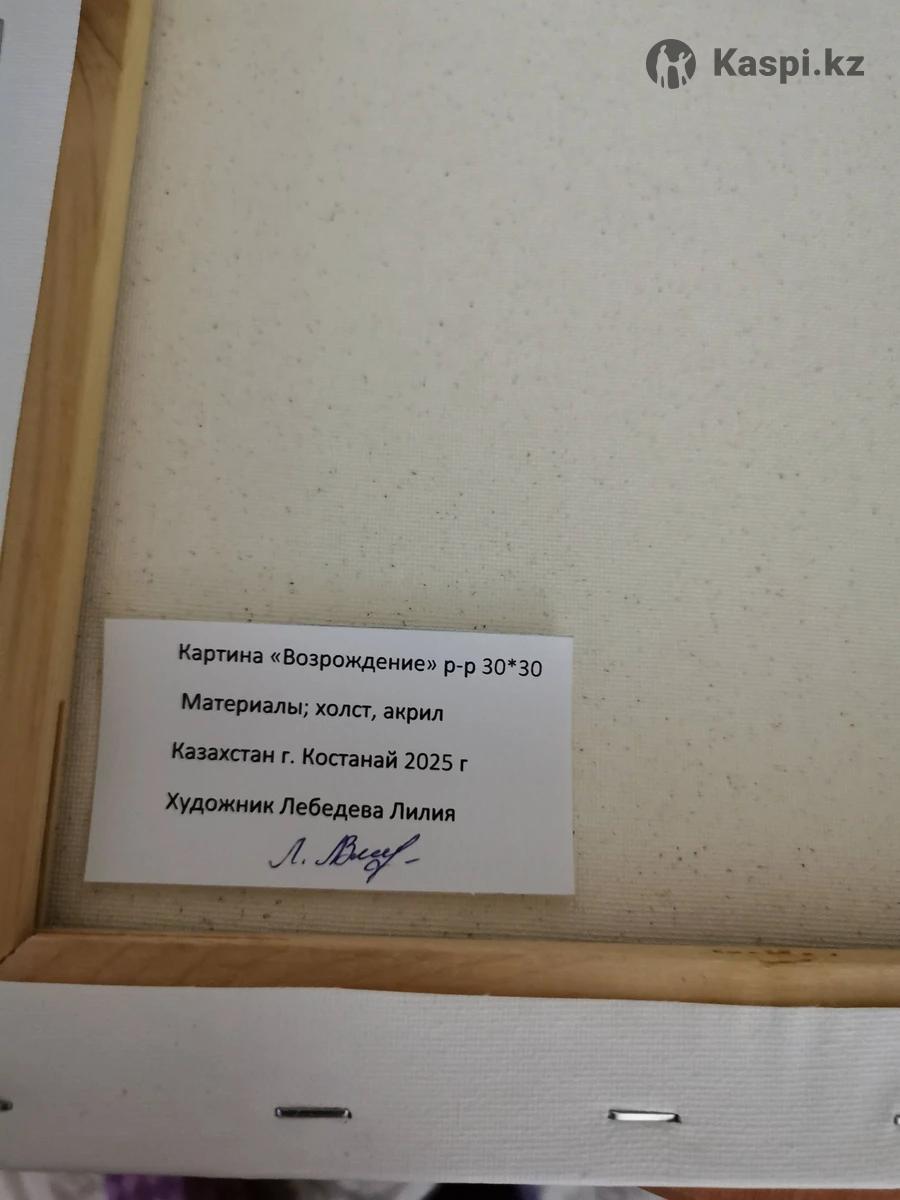 Kaspi.kz
Картина «Возрождение» р-р 30*30
Материалы; холст, акрил
Казахстан г. Костанай 2025 г
Художник Лебедева Лилия